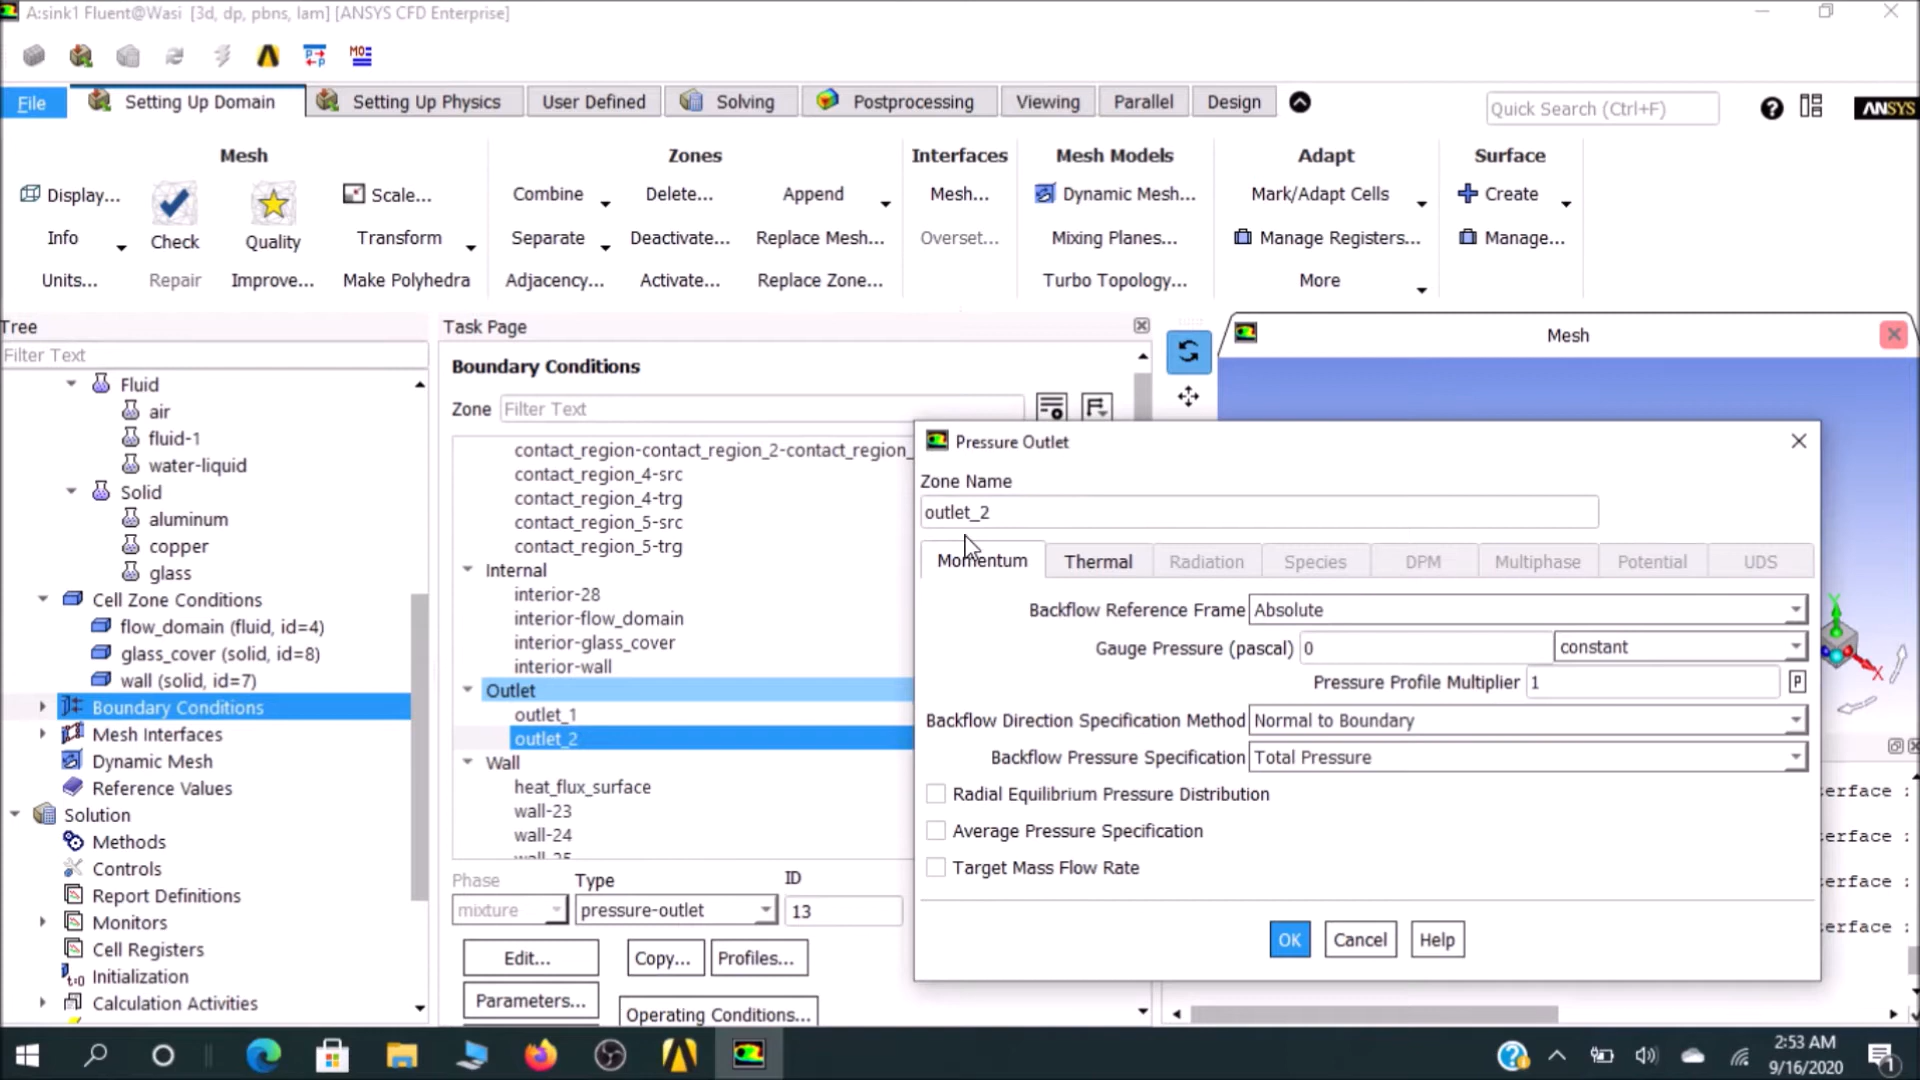 A:sink1 Fluent@Wasi [3d, dp, pbns, lam] [ANSYS CFD Enterprise]
File
Setting Up Domain
Setting Up Physics
User Defined
Solving
Postprocessing
Viewing
Parallel
Design
Quick Search (Ctrl+F)
ANSYS
Mesh
Display...
Info
Units...
Check
Repair
Quality
Improve...
Scale...
Transform
Make Polyhedra
Zones
Combine
Delete...
Append
Separate
Deactivate...
Replace Mesh...
Adjacency...
Activate...
Replace Zone...
Interfaces
Mesh...
Overset...
Mesh Models
Dynamic Mesh...
Mixing Planes...
Turbo Topology...
Adapt
Mark/Adapt Cells
Manage Registers...
More
Surface
Create
Manage...
Tree
Filter Text
Fluid
air
fluid-1
water-liquid
Solid
aluminum
copper
glass
Cell Zone Conditions
flow_domain (fluid, id=4)
glass_cover (solid, id=8)
wall (solid, id=7)
Boundary Conditions
Mesh Interfaces
Dynamic Mesh
Reference Values
Solution
Methods
Controls
Report Definitions
Monitors
Cell Registers
Initialization
Calculation Activities
Task Page
Boundary Conditions
Zone Filter Text
contact_region-contact_region_2-contact_region_
contact_region_4-src
contact_region_4-trg
contact_region_5-src
contact_region_5-trg
Internal
interior-28
interior-flow_domain
interior-glass_cover
interior-wall
Outlet
outlet_1
outlet_2
Wall
heat_flux_surface
wall-23
wall-24
wall-25
Phase
Type
ID
mixture
pressure-outlet
13
Edit...
Copy...
Profiles...
Parameters...
Operating Conditions...
Mesh
Pressure Outlet
Zone Name
outlet_2
Momentum
Thermal
Radiation
Species
DPM
Multiphase
Potential
UDS
Backflow Reference Frame Absolute
Gauge Pressure (pascal) 0 constant
Pressure Profile Multiplier 1 P
Backflow Direction Specification Method Normal to Boundary
Backflow Pressure Specification Total Pressure
Radial Equilibrium Pressure Distribution
Average Pressure Specification
Target Mass Flow Rate
OK
Cancel
Help
Y
X
erface :
erface :
erface :
erface :
2:53 AM
9/16/2020
1